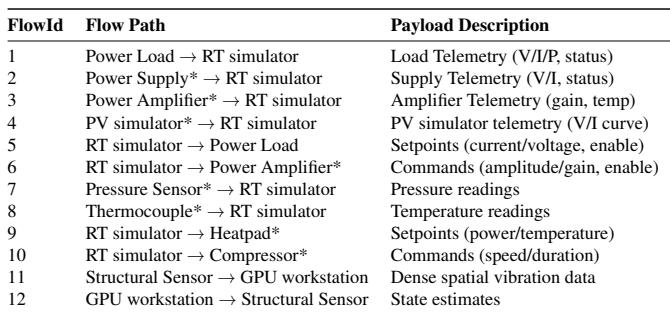 FlowId Flow Path Payload Description
1 Power Load → RT simulator Load Telemetry (V/I/P, status)
2 Power Supply* → RT simulator Supply Telemetry (V/I, status)
3 Power Amplifier* → RT simulator Amplifier Telemetry (gain, temp)
4 PV simulator* → RT simulator PV simulator telemetry (V/I curve)
5 RT simulator → Power Load Setpoints (current/voltage, enable)
6 RT simulator → Power Amplifier* Commands (amplitude/gain, enable)
7 Pressure Sensor* → RT simulator Pressure readings
8 Thermocouple* → RT simulator Temperature readings
9 RT simulator → Heatpad* Setpoints (power/temperature)
10 RT simulator → Compressor* Commands (speed/duration)
11 Structural Sensor → GPU workstation Dense spatial vibration data
12 GPU workstation → Structural Sensor State estimates